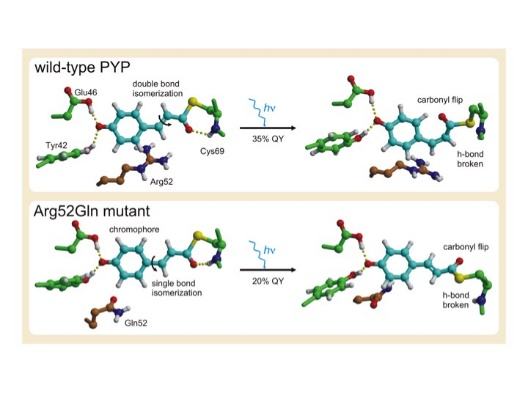 wild-type PYP
Glu46
double bond
isomerization
hν
35% QY
carbonyl flip
Tyr42
Cys69
Arg52
h-bond
broken
Arg52Gln mutant
chromophore
hν
20% QY
carbonyl flip
single bond
isomerization
h-bond
broken
Gln52